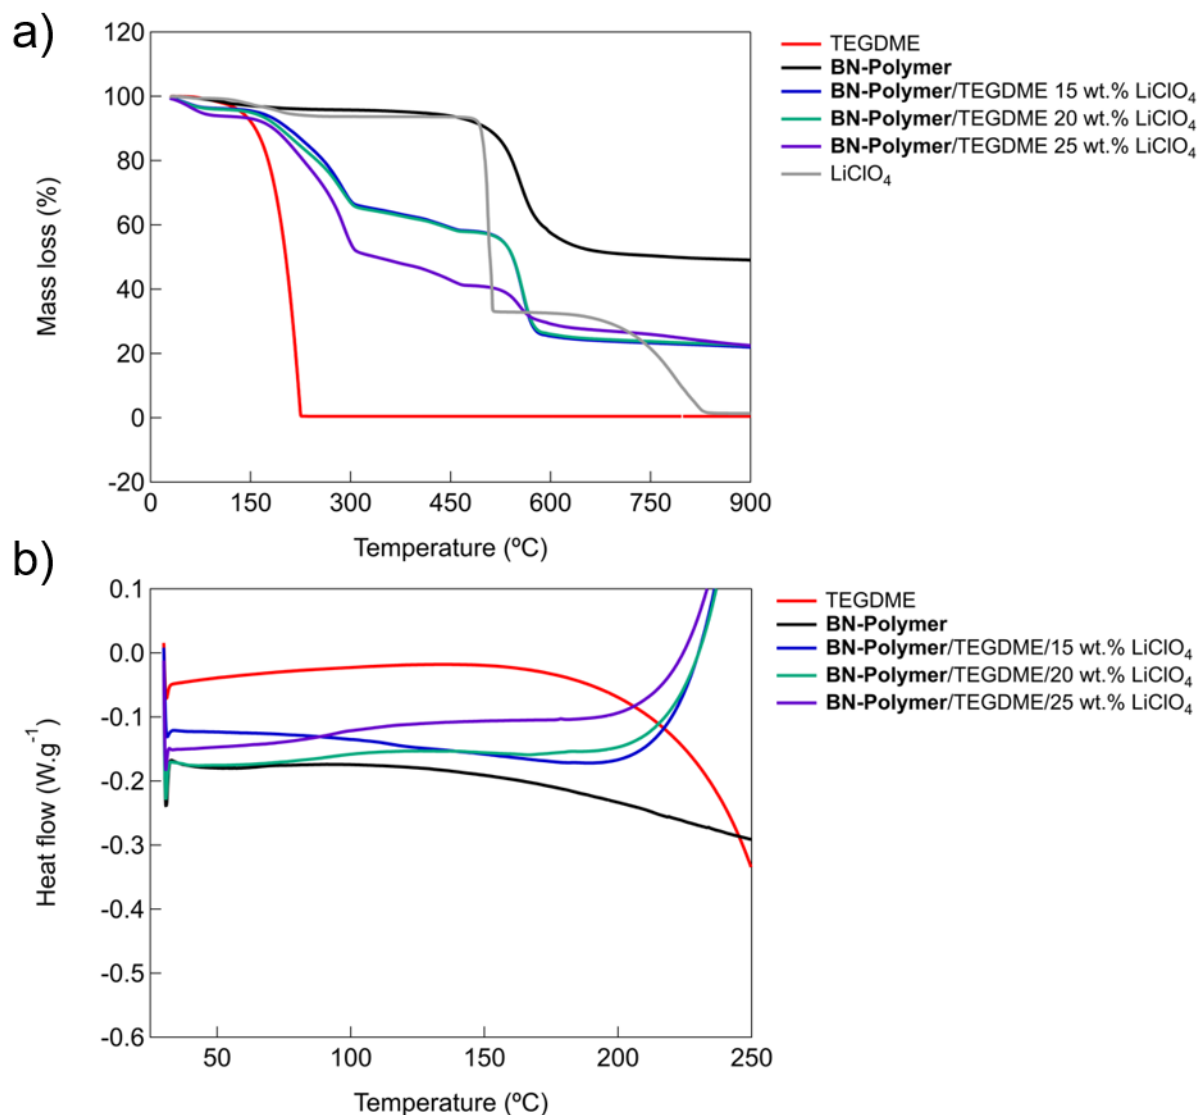 a)
120
100
80
60
40
20
0
-20
Mass loss (%)
0 150 300 450 600 750 900
Temperature (ºC)
TEGDME
BN-Polymer
BN-Polymer/TEGDME 15 wt.% LiClO₄
BN-Polymer/TEGDME 20 wt.% LiClO₄
BN-Polymer/TEGDME 25 wt.% LiClO₄
LiClO₄
b)
0.1
0.0
-0.1
-0.2
-0.3
-0.4
-0.5
-0.6
Heat flow (W.g⁻¹)
50 100 150 200 250
Temperature (ºC)
TEGDME
BN-Polymer
BN-Polymer/TEGDME/15 wt.% LiClO₄
BN-Polymer/TEGDME/20 wt.% LiClO₄
BN-Polymer/TEGDME/25 wt.% LiClO₄